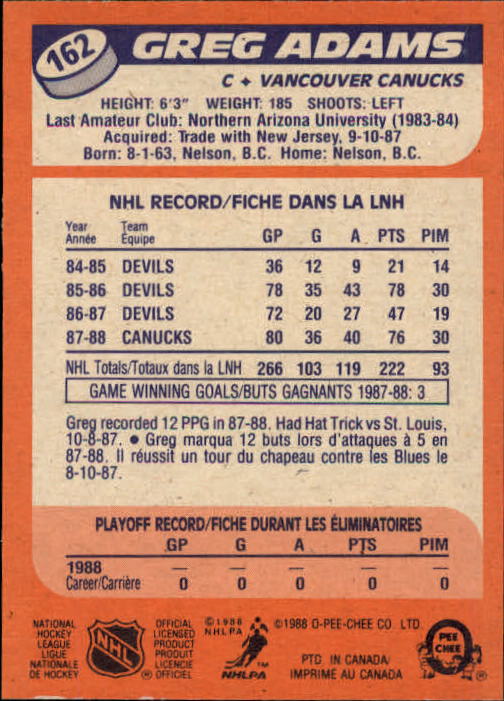 162
GREG ADAMS
C ♦ VANCOUVER CANUCKS
HEIGHT: 6'3" WEIGHT: 185 SHOOTS: LEFT
Last Amateur Club: Northern Arizona University (1983-84)
Acquired: Trade with New Jersey, 9-10-87
Born: 8-1-63, Nelson, B.C. Home: Nelson, B.C.
NHL RECORD/FICHE DANS LA LNH
Year Team
Année Équipe GP G A PTS PIM
84-85 DEVILS 36 12 9 21 14
85-86 DEVILS 78 35 43 78 30
86-87 DEVILS 72 20 27 47 19
87-88 CANUCKS 80 36 40 76 30
NHL Totals/Totaux dans la LNH 266 103 119 222 93
GAME WINNING GOALS/BUTS GAGNANTS 1987-88: 3
Greg recorded 12 PPG in 87-88. Had Hat Trick vs St. Louis,
10-8-87. ● Greg marqua 12 buts lors d'attaques à 5 en
87-88. Il réussit un tour du chapeau contre les Blues le
8-10-87.
PLAYOFF RECORD/FICHE DURANT LES ÉLIMINATOIRES
GP G A PTS PIM
1988 — — — — —
Career/Carrière 0 0 0 0 0
NATIONAL
HOCKEY
LEAGUE
LIGUE
NATIONALE
DE HOCKEY
NHL
®
OFFICIAL
LICENSED
PRODUCT
PRODUIT
LICENCIE
OFFICIEL
©1988
NHLPA
NHLPA
™
©1988 O-PEE-CHEE CO. LTD.
PTD. IN CANADA/
IMPRIMÉ AU CANADA
PEE
CHEE